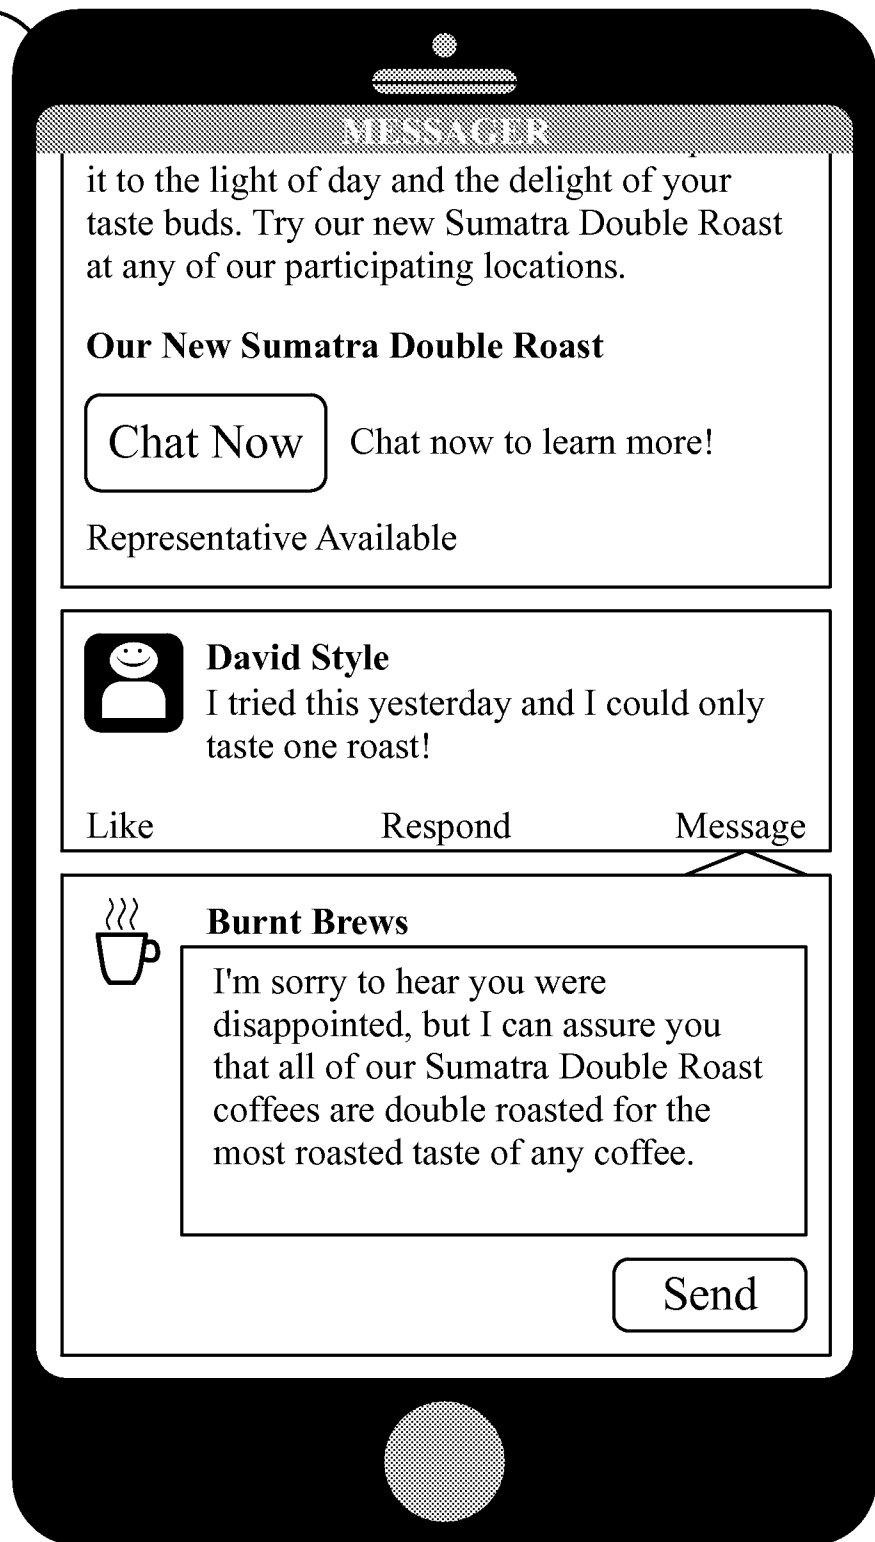 MESSAGER
it to the light of day and the delight of your
taste buds. Try our new Sumatra Double Roast
at any of our participating locations.
Our New Sumatra Double Roast
Chat Now
Chat now to learn more!
Representative Available
David Style
I tried this yesterday and I could only
taste one roast!
Like Respond Message
Burnt Brews
I'm sorry to hear you were
disappointed, but I can assure you
that all of our Sumatra Double Roast
coffees are double roasted for the
most roasted taste of any coffee.
Send